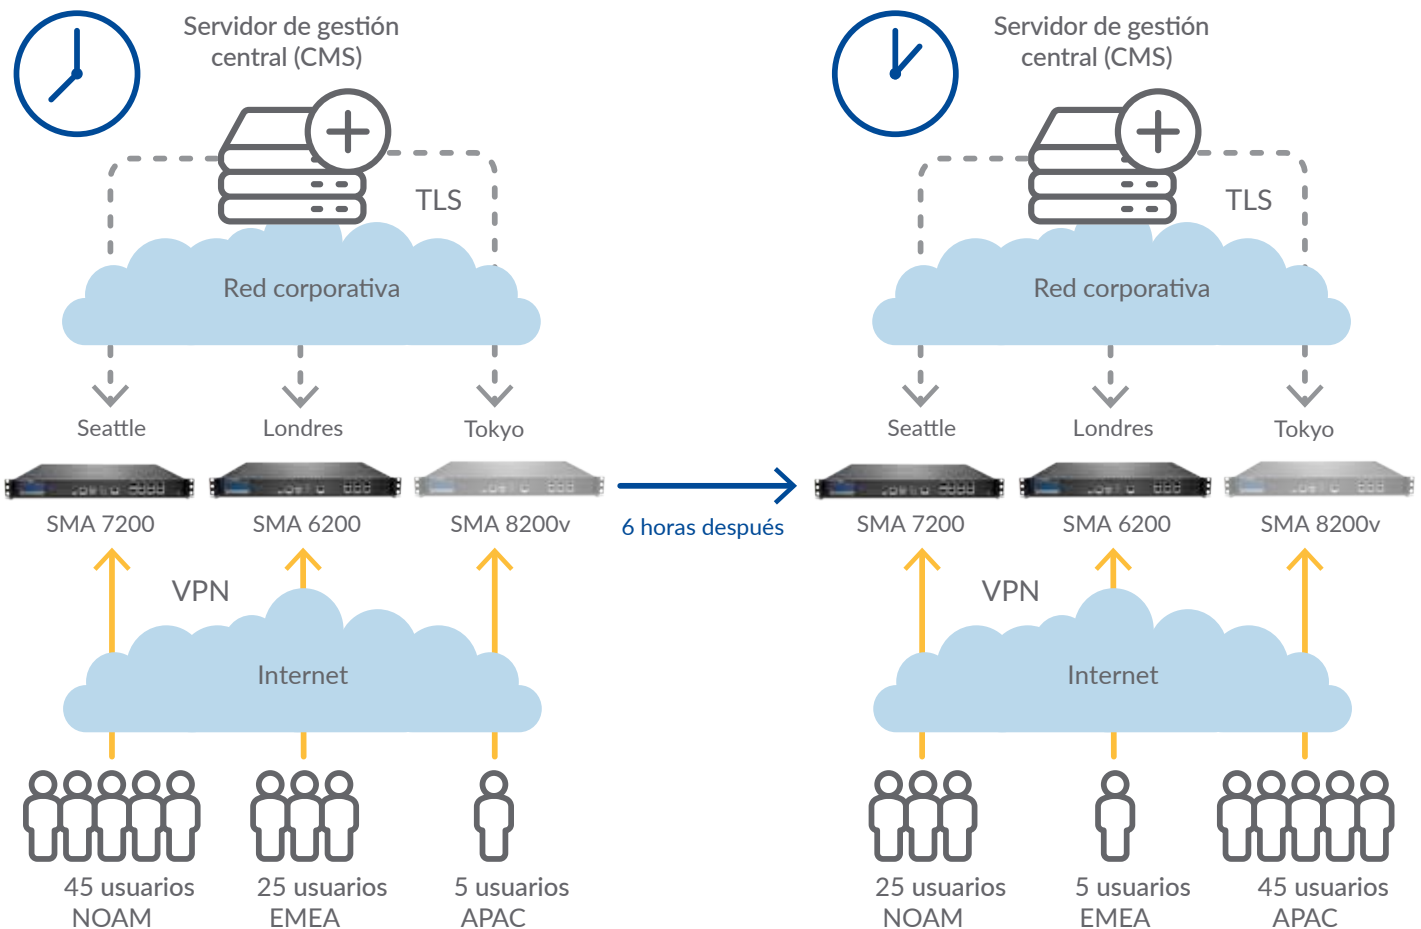 Servidor de gestión
central (CMS)
TLS
Red corporativa
Seattle
Londres
Tokyo
SMA 7200
SMA 6200
SMA 8200v
VPN
Internet
45 usuarios
NOAM
25 usuarios
EMEA
5 usuarios
APAC
6 horas después
Servidor de gestión
central (CMS)
TLS
Red corporativa
Seattle
Londres
Tokyo
SMA 7200
SMA 6200
SMA 8200v
VPN
Internet
25 usuarios
NOAM
5 usuarios
EMEA
45 usuarios
APAC